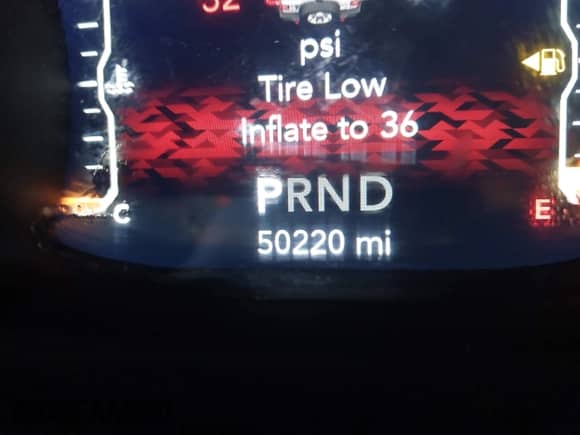 psi
Tire Low
Inflate to 36
PRND
C
E
50220 mi